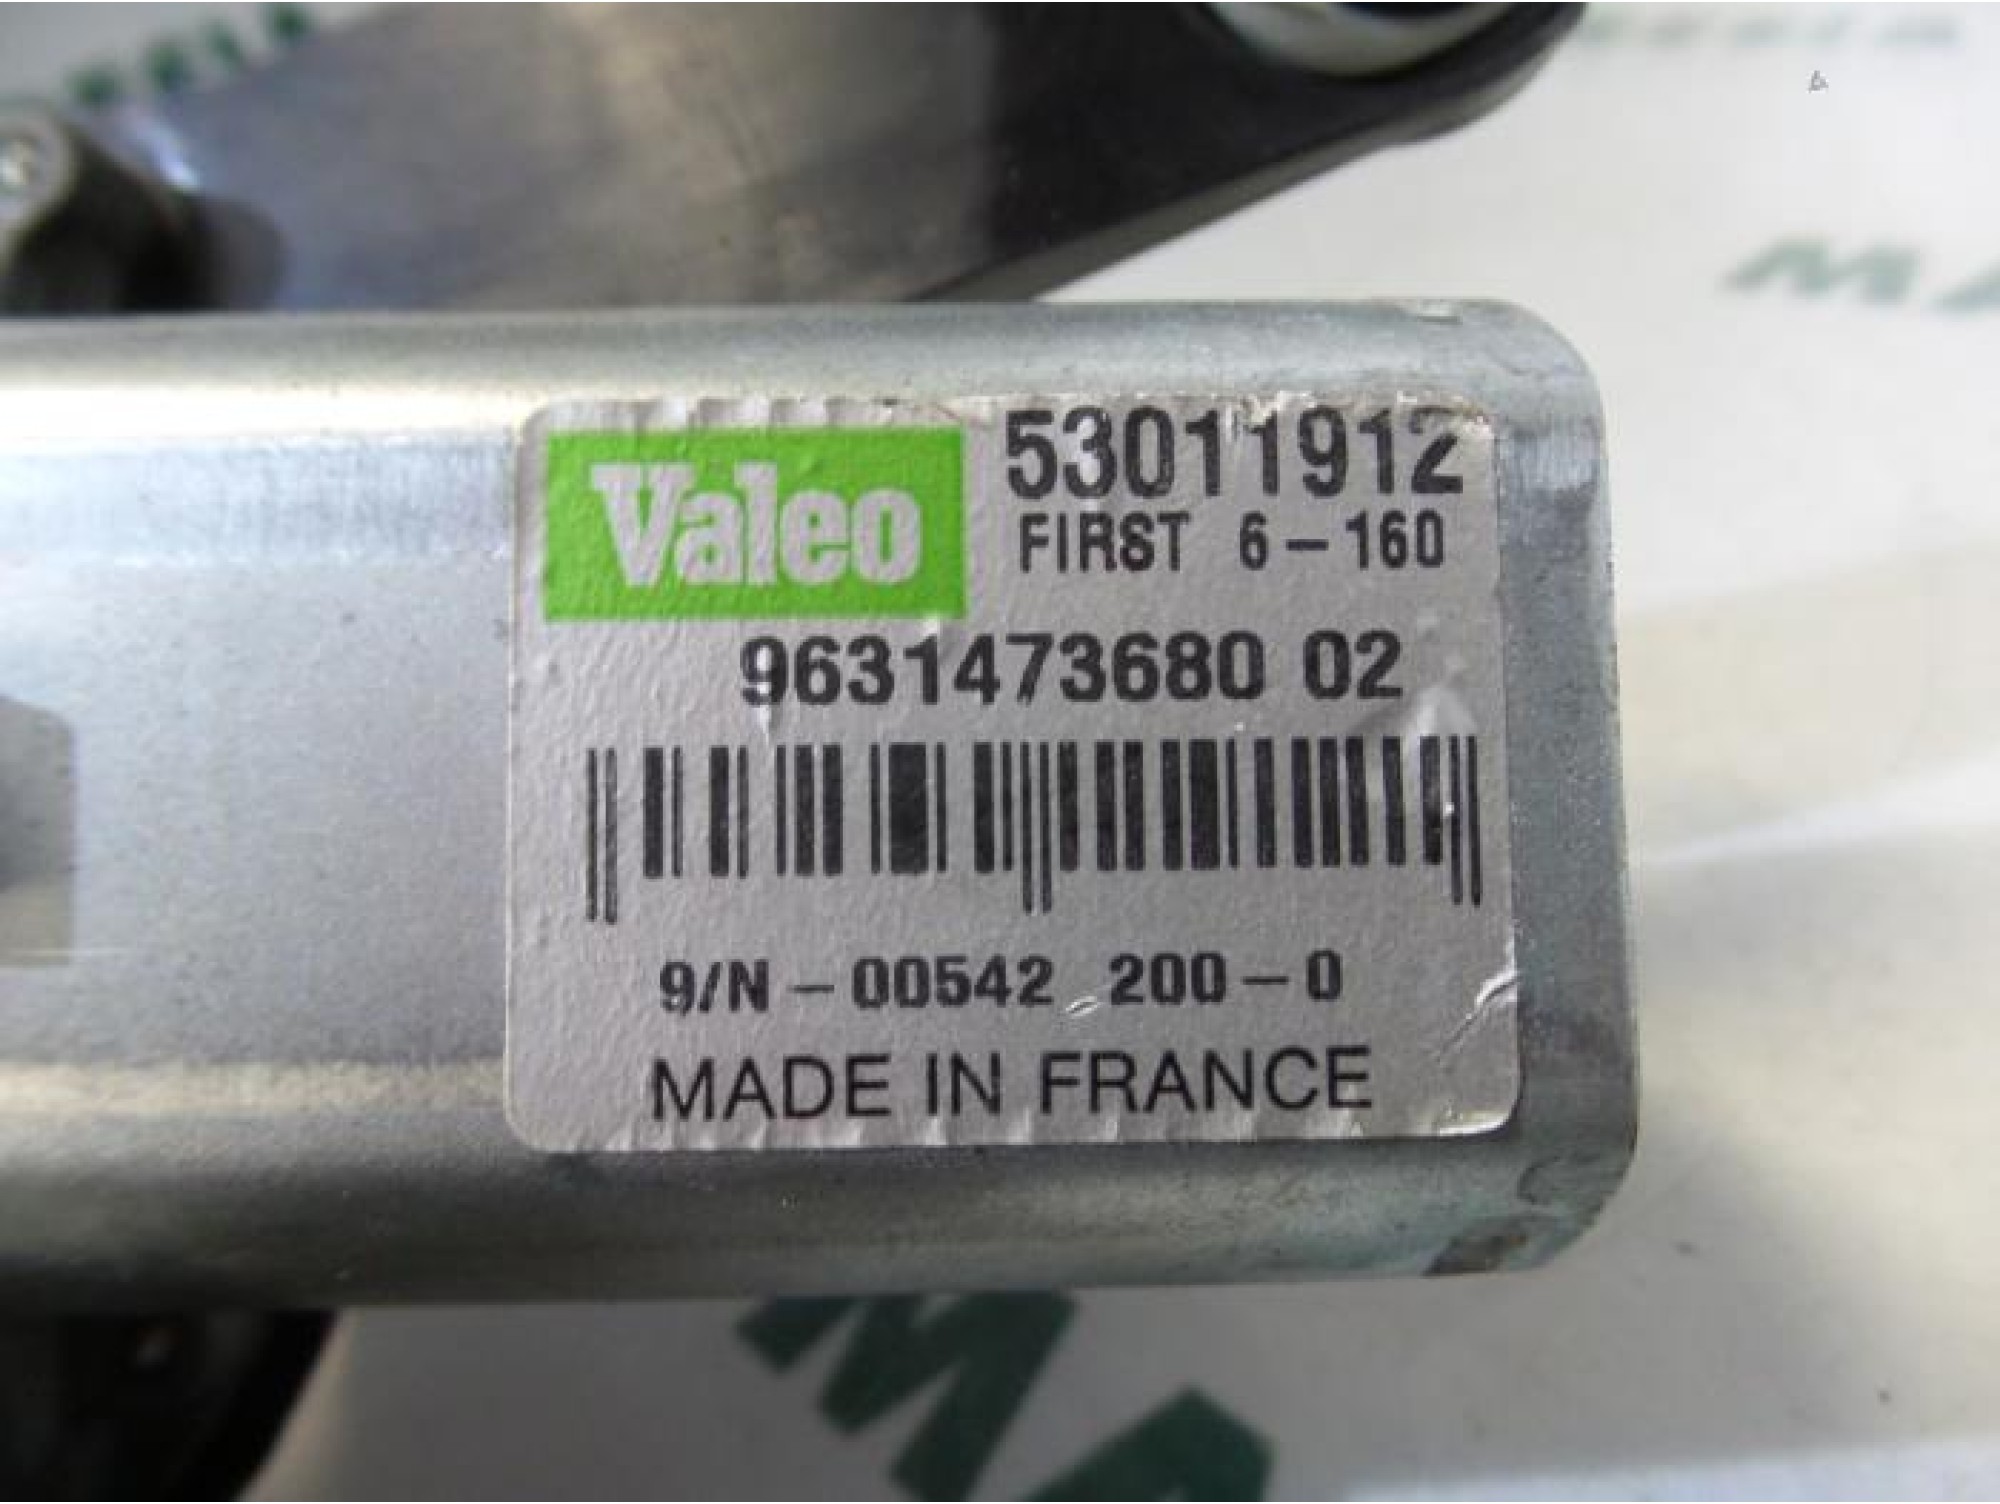 Valeo
53011912
FIRST 6-160
9631473680 02
9/N-00542 200-0
MADE IN FRANCE